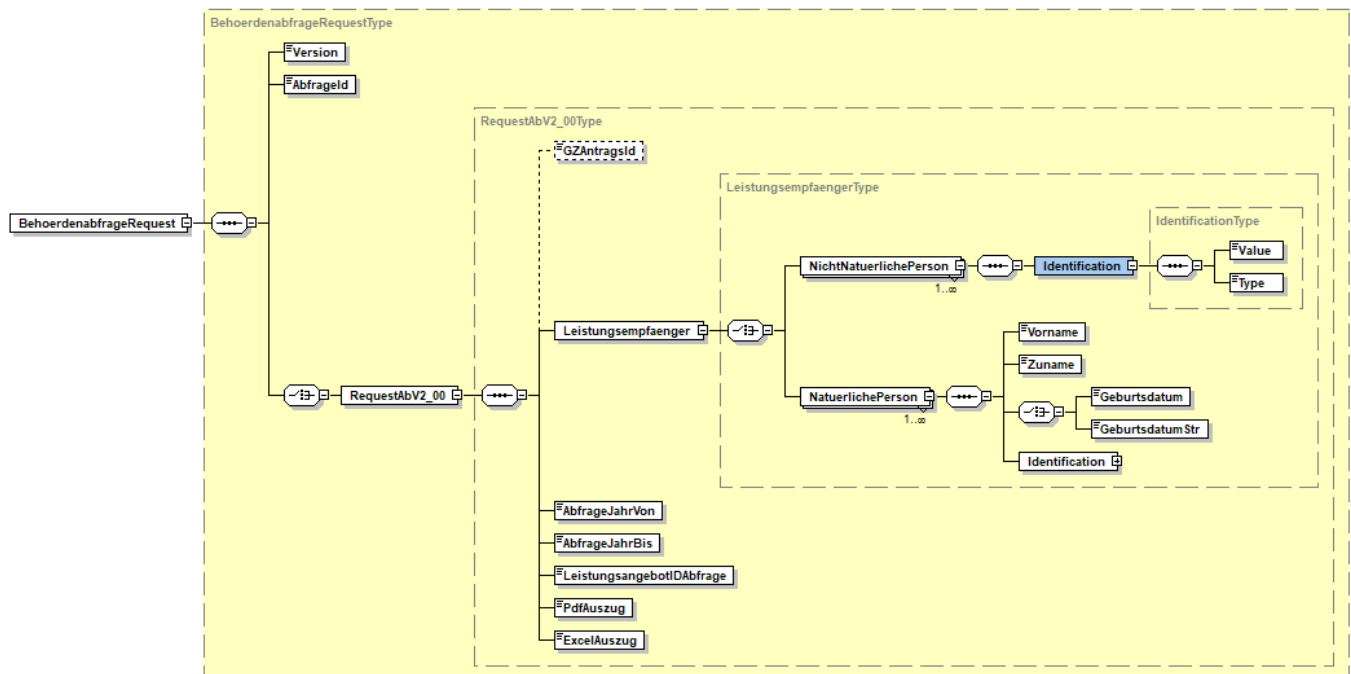 BehoerdenabfrageRequestType
Version
AbfrageId
RequestAbV2_00Type
GZAntragsId
LeistungsempfaengerType
IdentificationType
BehoerdenabfrageRequest
Value
NichtNatuerlichePerson
Identification
Type
1..∞
Leistungsempfaenger
Vorname
Zuname
RequestAbV2_00
NatuerlichePerson
Geburtsdatum
1..∞
GeburtsdatumStr
Identification
AbfrageJahrVon
AbfrageJahrBis
LeistungsangebotIDAbfrage
PdfAuszug
ExcelAuszug